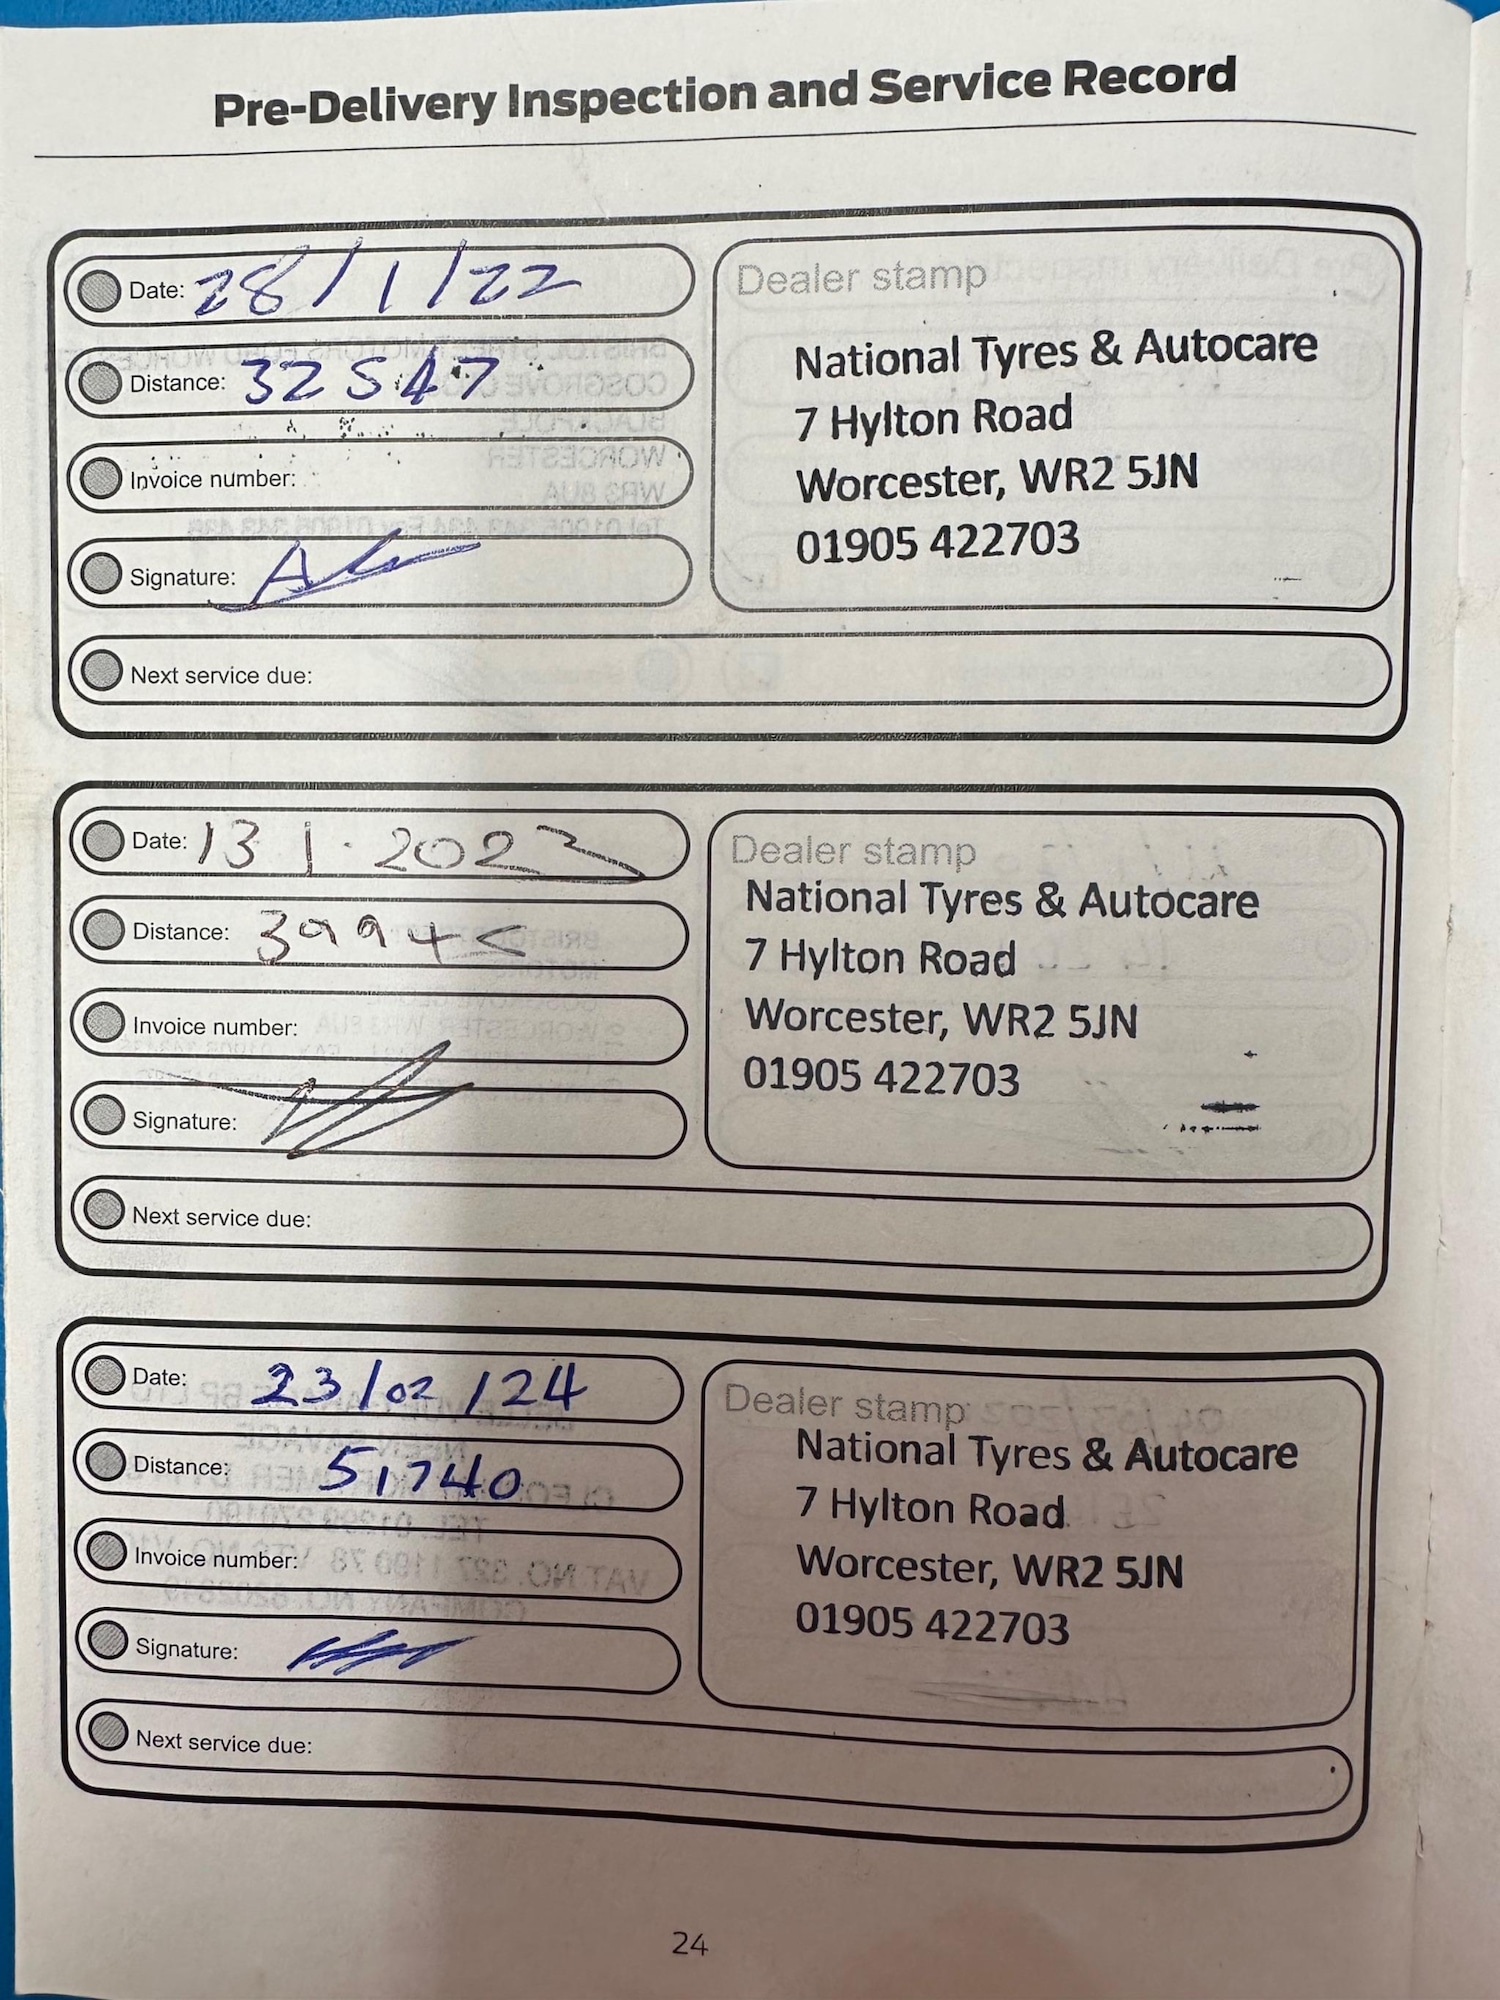 Pre-Delivery Inspection and Service Record
Date: 28/1/22
Distance: 32547
Invoice number:
Signature:
Next service due:
Dealer stamp
National Tyres & Autocare
7 Hylton Road
Worcester, WR2 5JN
01905 422703
Date: 13 1 . 2023
Distance:
Invoice number:
Signature:
Next service due:
Dealer stamp
National Tyres & Autocare
7 Hylton Road
Worcester, WR2 5JN
01905 422703
Date: 23/02/24
Distance: 51740
Invoice number:
Signature:
Next service due:
Dealer stamp
National Tyres & Autocare
7 Hylton Road
Worcester, WR2 5JN
01905 422703
24